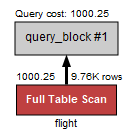 Query cost: 1000.25
query_block #1
1000.25 9.76K rows
Full Table Scan
flight